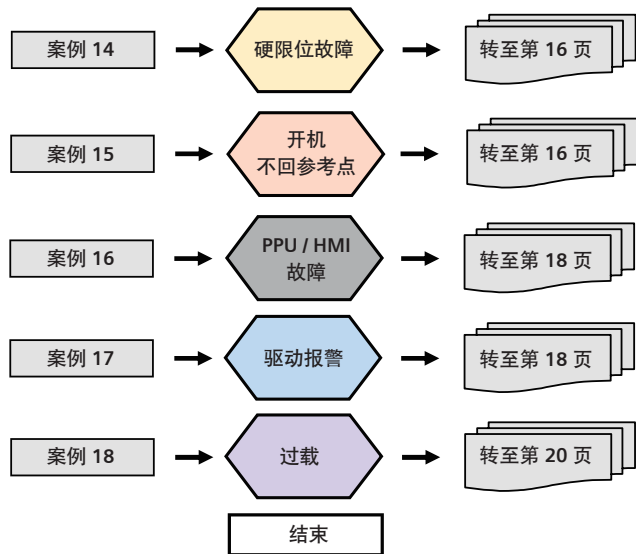 案例 14
硬限位故障
转至第 16 页
案例 15
开机
不回参考点
转至第 16 页
案例 16
PPU / HMI
故障
转至第 18 页
案例 17
驱动报警
转至第 18 页
案例 18
过载
转至第 20 页
结束